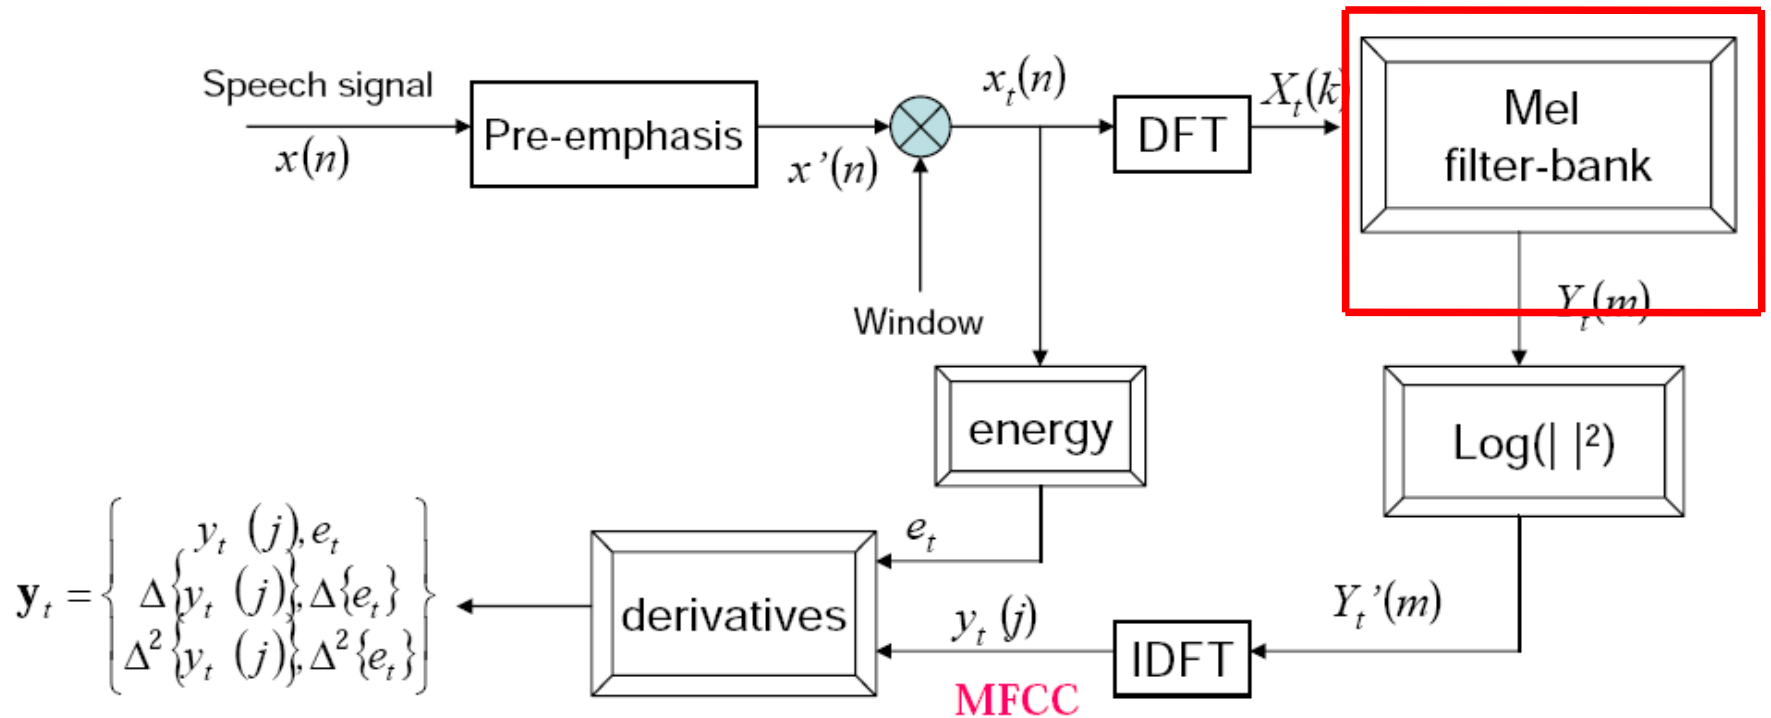 Speech signal
x(n)
Pre-emphasis
x’(n)
Window
x_t(n)
DFT
X_t(k)
Mel
filter-bank
Y_t(m)
energy
Log(| |²)
e_t
Y_t’(m)
IDFT
y_t (j)
MFCC
derivatives
y_t = {
y_t (j), e_t
Δ{y_t (j)}, Δ{e_t}
Δ²{y_t (j)}, Δ²{e_t}
}